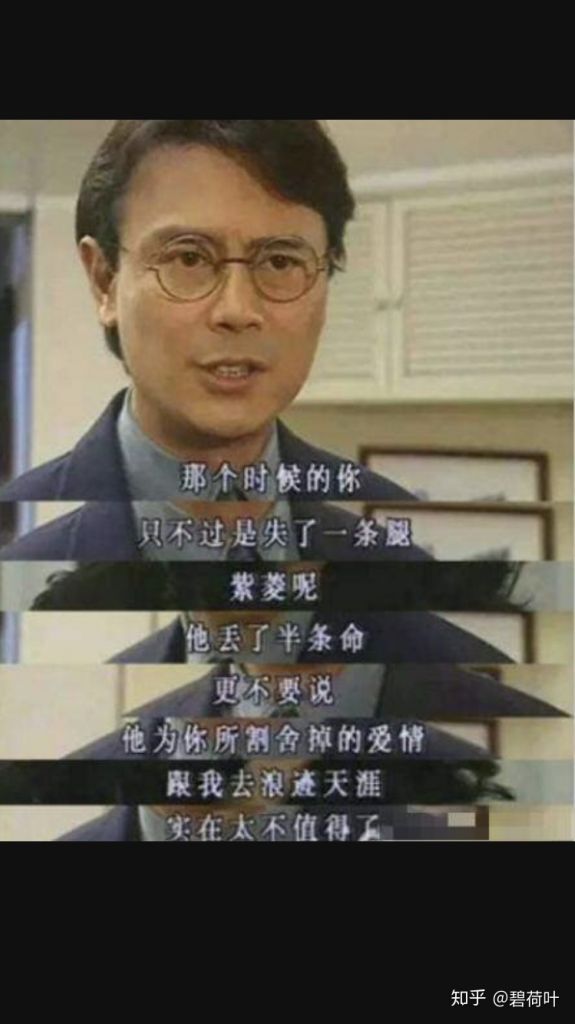 那个时候的你
只不过是失了一条腿
紫菱呢
他丢了半条命
更不要说
他为你所割舍掉的爱情
跟我去浪迹天涯
实在太不值得了
知乎 @碧荷叶